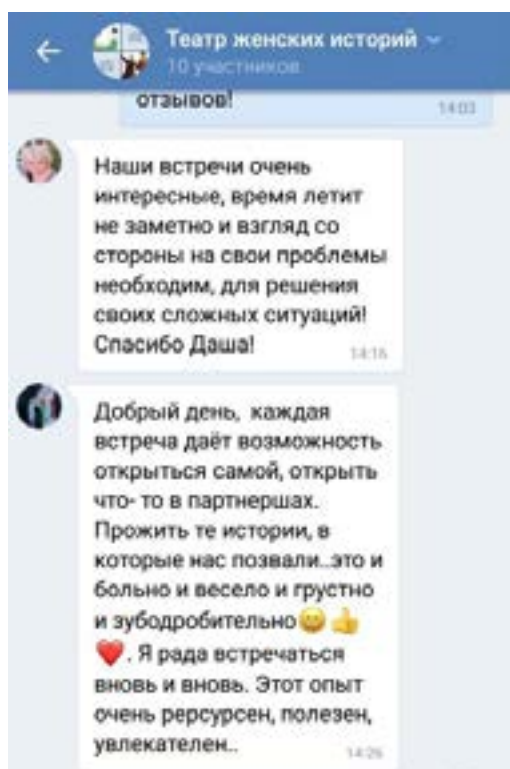 Театр женских историй
10 участников
отзывов!
14:03
Наши встречи очень
интересные, время летит
не заметно и взгляд со
стороны на свои проблемы
необходим, для решения
своих сложных ситуаций!
Спасибо Даша!
14:16
Добрый день, каждая
встреча даёт возможность
открыться самой, открыть
что- то в партнершах.
Прожить те истории, в
которые нас позвали..это и
больно и весело и грустно
и зубодробительно😀👍
❤️. Я рада встречаться
вновь и вновь. Этот опыт
очень рерсурсен, полезен,
увлекателен..
14:26